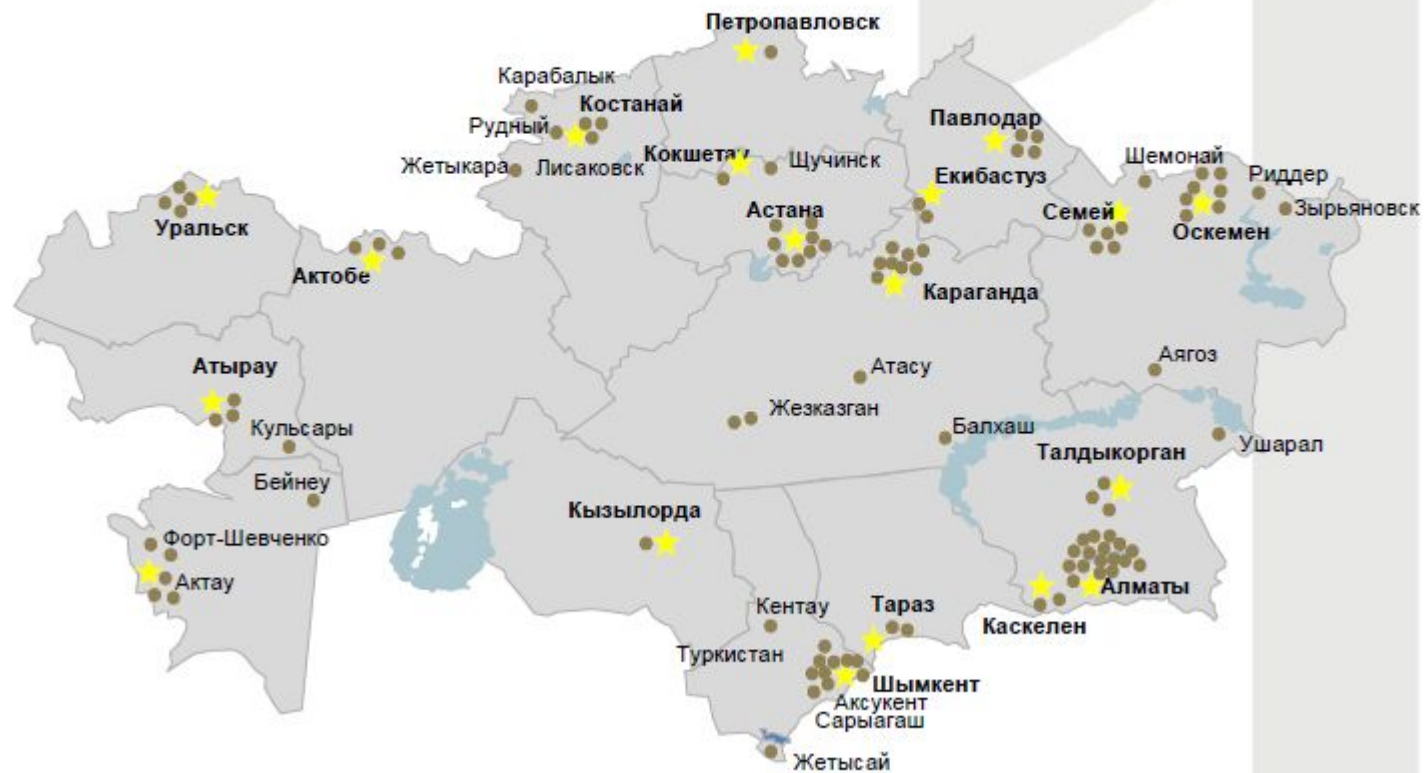 Петропавловск
Карабалык
Костанай
Рудный
Павлодар
Кокшетау
Щучинск
Шемонай
Жетыкара
Лисаковск
Екибастуз
Риддер
Астана
Семей
Зырьяновск
Уральск
Оскемен
Актобе
Караганда
Атырау
Атасу
Аягоз
Жезказган
Кульсары
Балхаш
Ушарал
Талдыкорган
Бейнеу
Кызылорда
Форт-Шевченко
Актау
Алматы
Кентау
Тараз
Каскелен
Туркистан
Шымкент
Аксукент
Сарыагаш
Жетысай